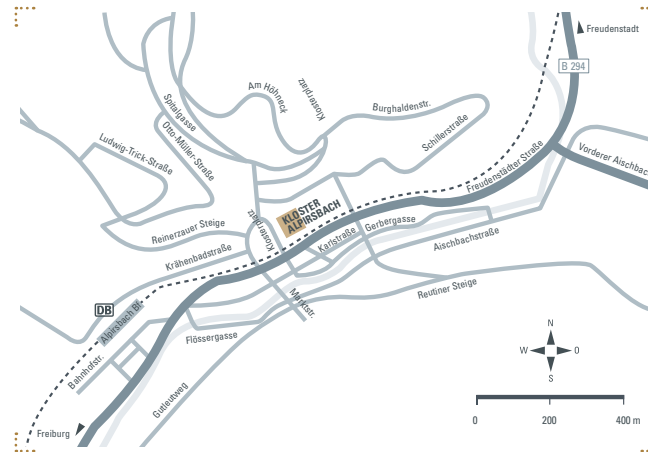 Freudenstadt
B 294
Am Höhneck
Klosterplatz
Burghaldenstr.
Spitalgasse
Otto-Müller-Straße
Schillerstraße
Ludwig-Trick-Straße
Vorderer Aischbac
Freudenstädter Straße
KLOSTER
ALPIRSBACH
Klosterplatz
Reinerzauer Steige
Karlstraße
Gerbergasse
Aischbachstraße
Krähenbadstraße
Reutiner Steige
Marktstr.
DB
Alpirsbach Bf.
Flössergasse
Bahnhofstr.
Gutleutweg
Freiburg
N
W
O
S
0
200
400 m